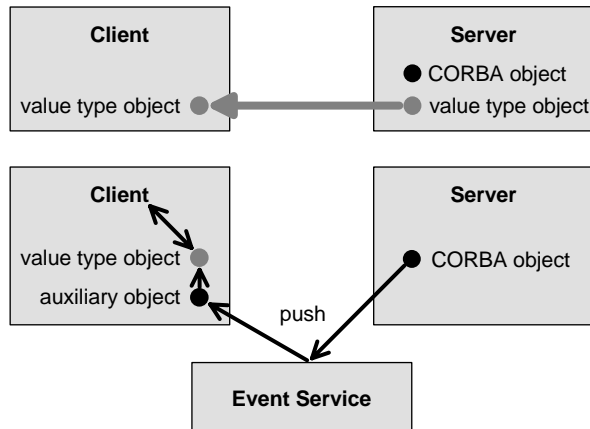 Client
Server
CORBA object
value type object
value type object
Client
Server
value type object
CORBA object
auxiliary object
push
Event Service